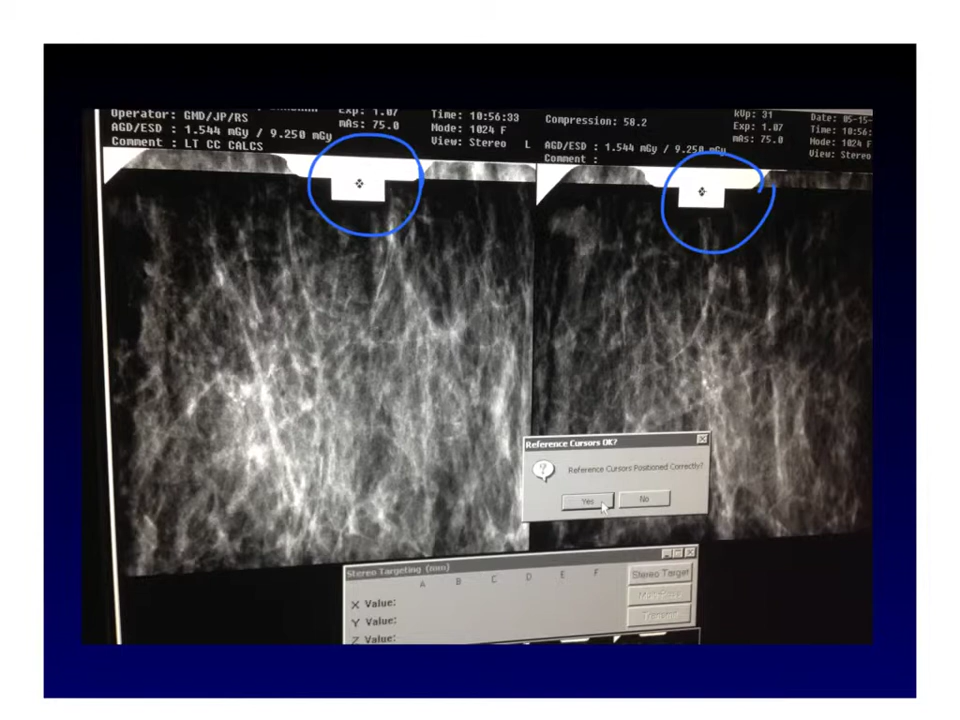 Operator: GMD/JP/RS
Exp: 1.07
Time: 10:56:33
AGD/ESD : 1.544 mGy / 9.250 mGy
mAs: 75.0
Mode: 1024 F
Comment : LT CC CALCS
View: Stereo L
Compression: 58.2
kVp: 31
Date: 05-15-
Exp: 1.07
Time: 10:56:
mAs: 75.0
Mode: 1024 F
AGD/ESD : 1.544 mGy / 9.250 mGy
View: Stereo
Comment :
Reference Cursors OK?
Reference Cursors Positioned Correctly?
Yes No
Stereo Targeting (mm)
A B C D E F
Stereo Target
X Value:
Y Value:
Transmit
Z Value: